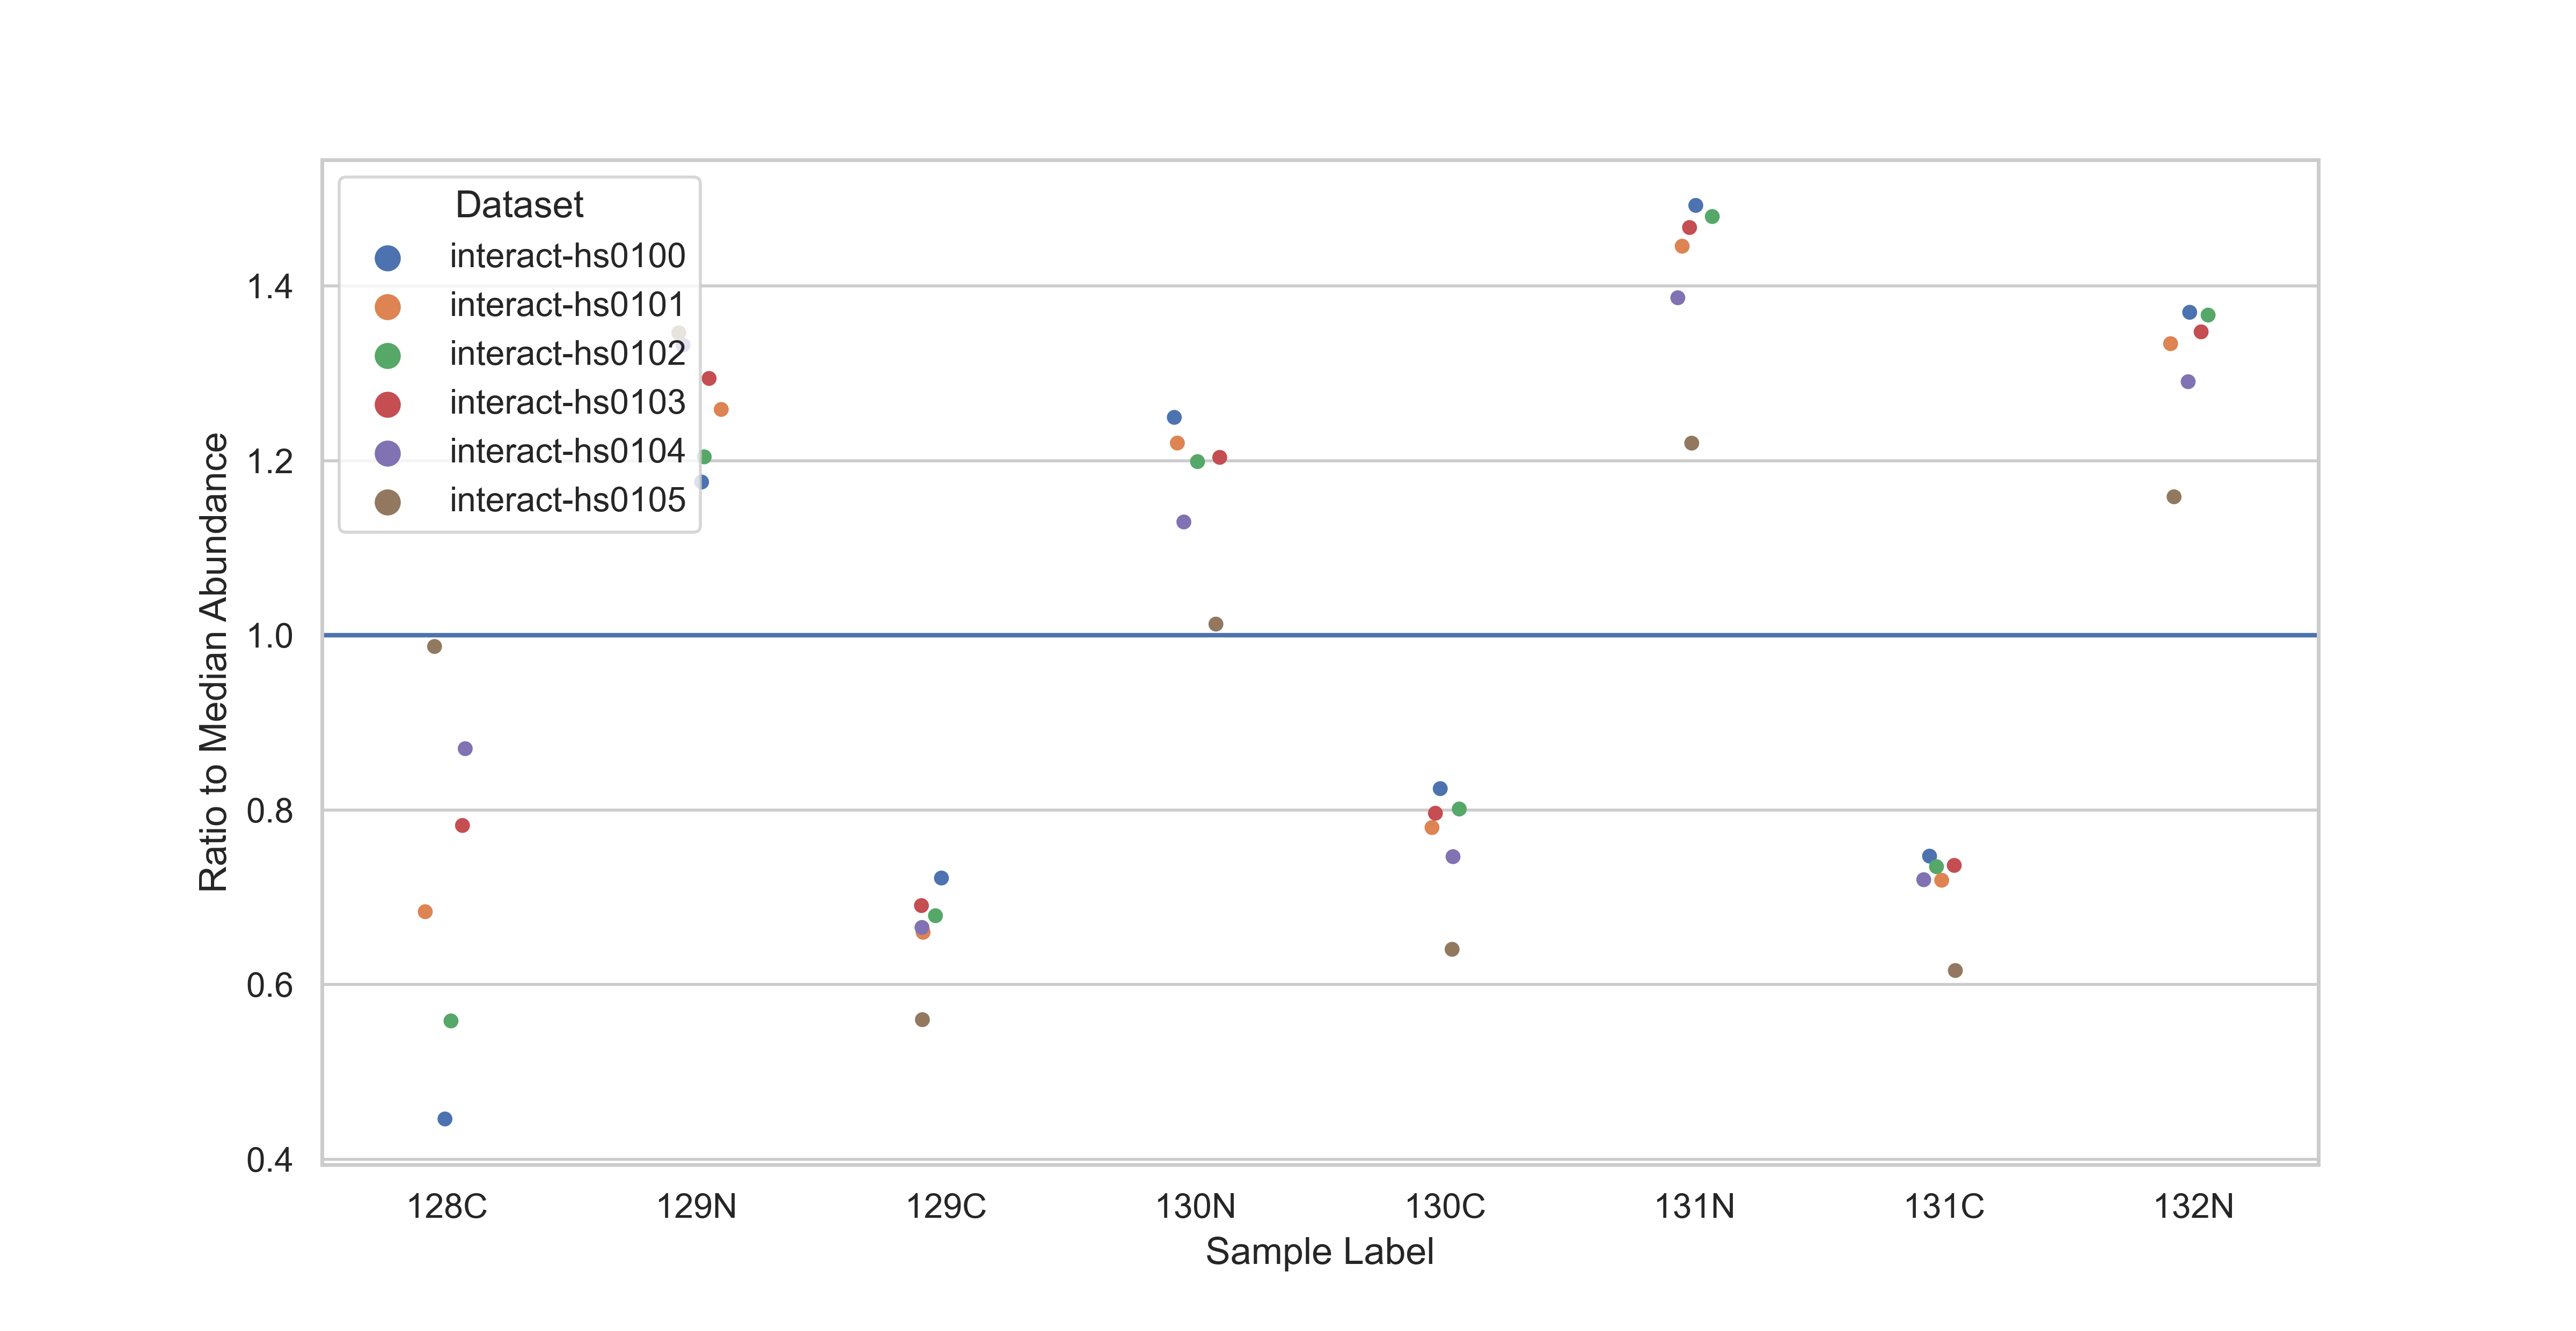 Dataset
interact-hs0100
interact-hs0101
interact-hs0102
interact-hs0103
interact-hs0104
interact-hs0105
Ratio to Median Abundance
1.4
1.2
1.0
0.8
0.6
0.4
128C 129N 129C 130N 130C 131N 131C 132N
Sample Label